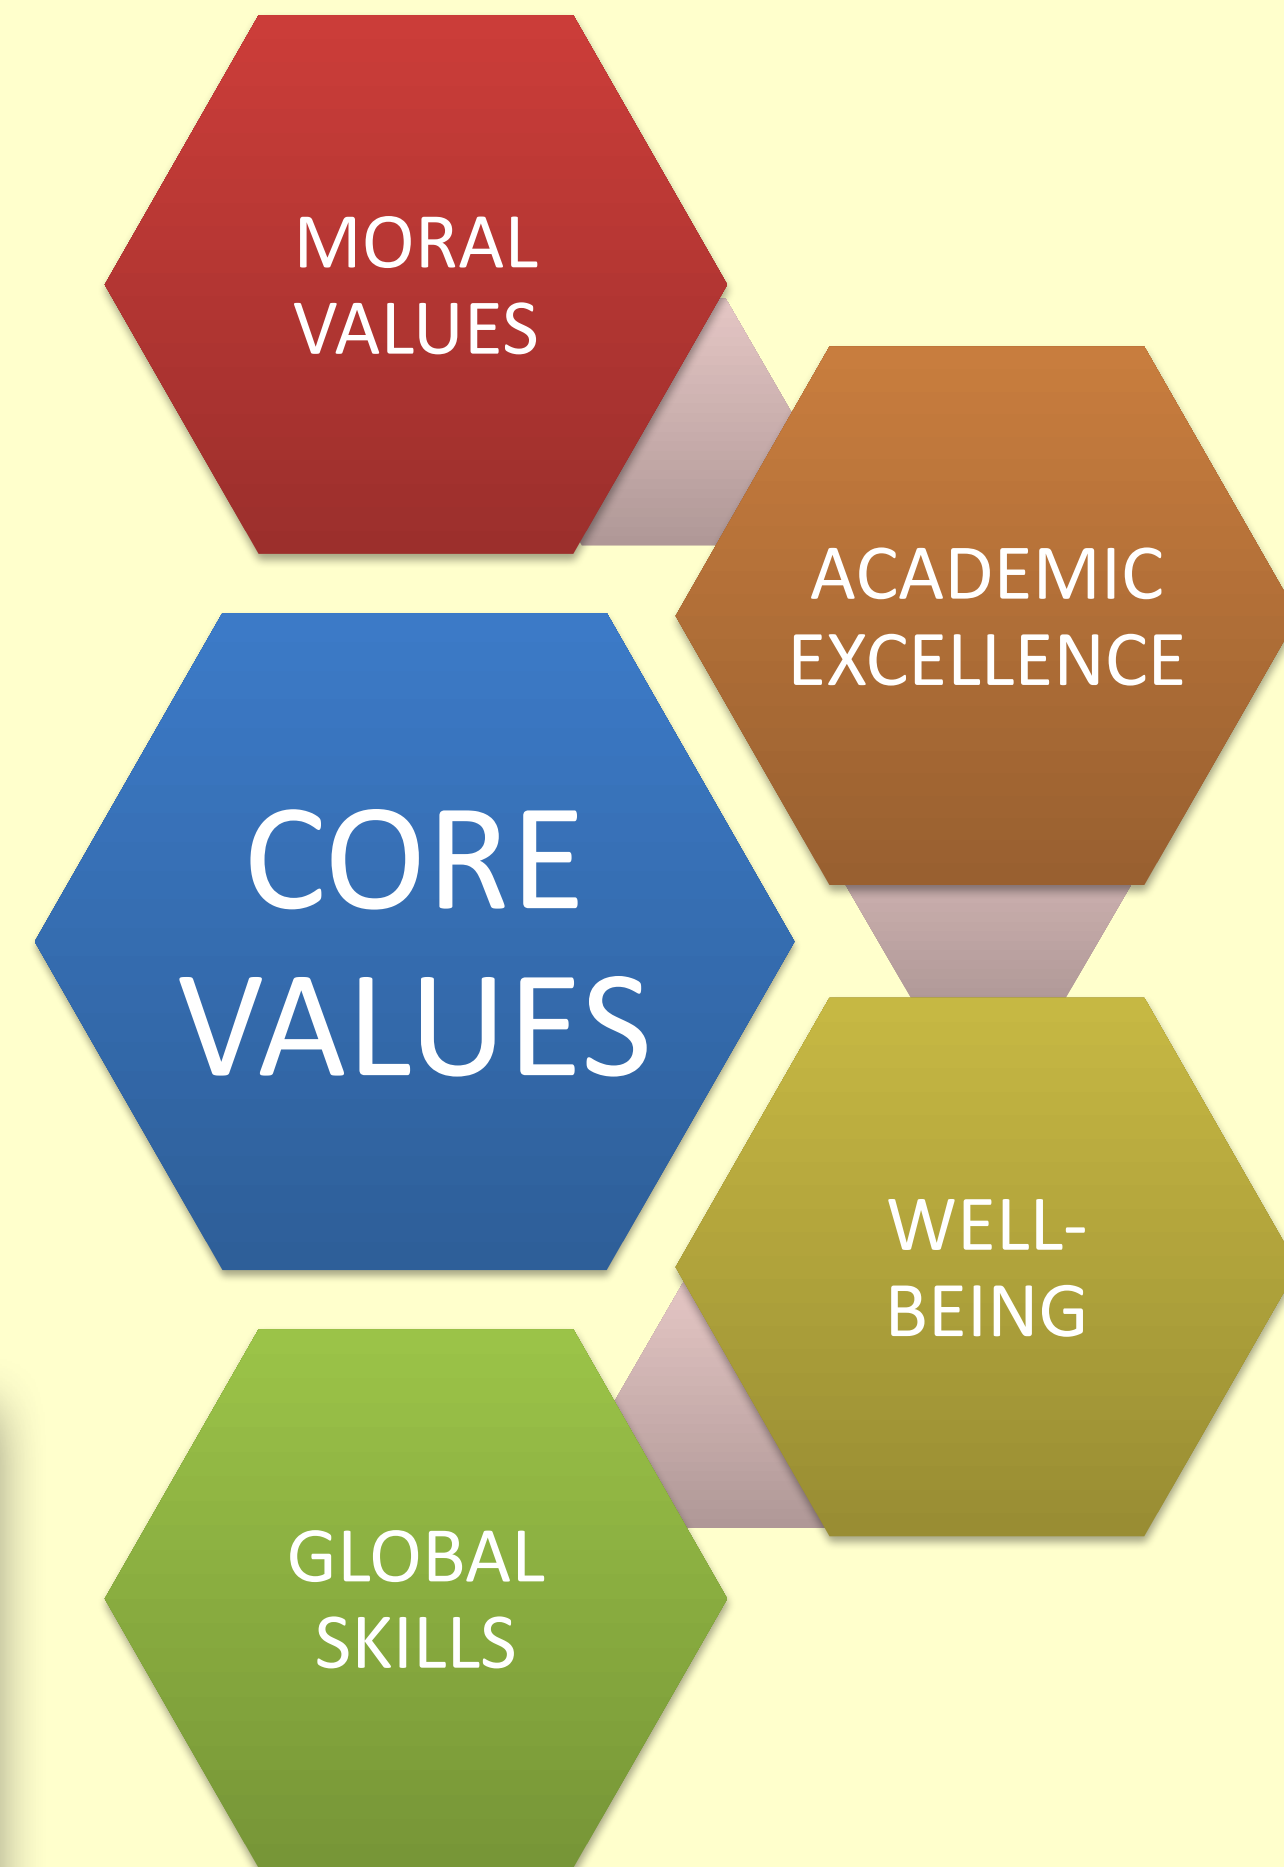 MORAL
VALUES
ACADEMIC
EXCELLENCE
CORE
VALUES
WELL-
BEING
GLOBAL
SKILLS